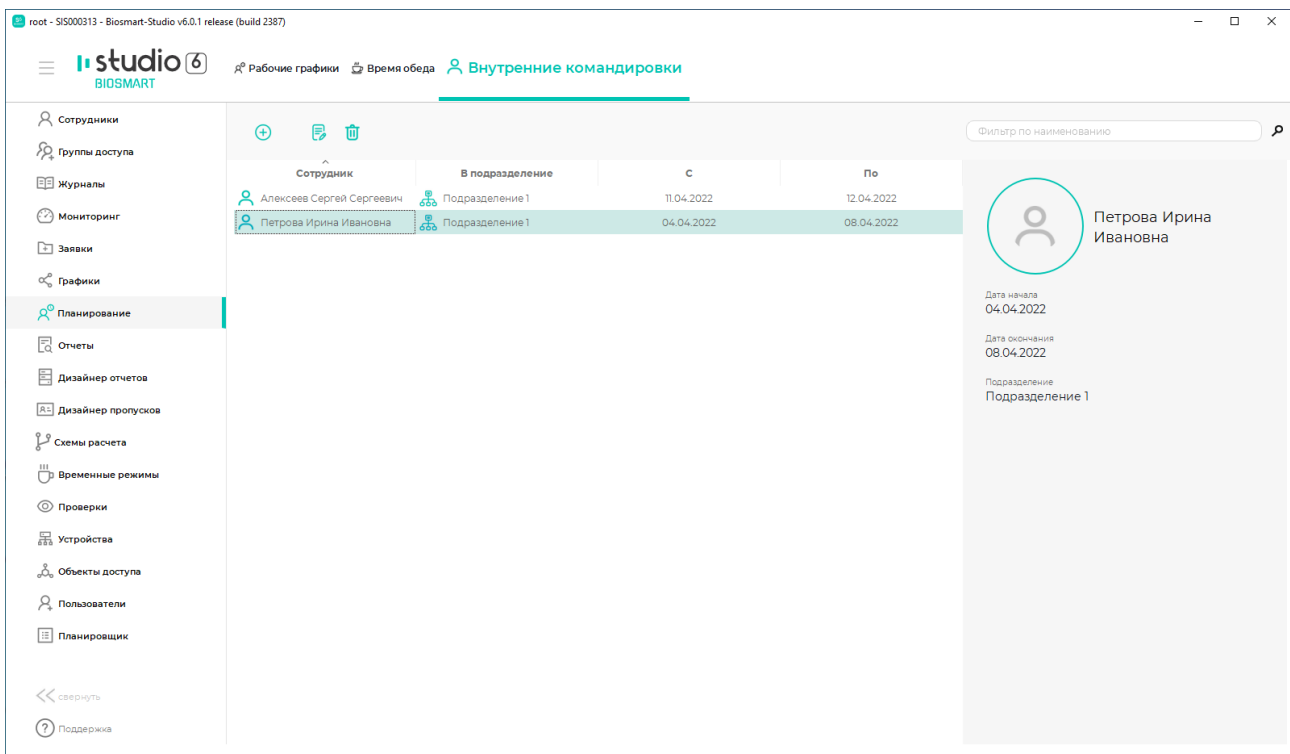 root - SIS000313 - Biosmart-Studio v6.0.1 release (build 2387)
studio 6
BIOSMART
Рабочие графики
Время обеда
Внутренние командировки
Сотрудники
Группы доступа
Журналы
Мониторинг
Заявки
Графики
Планирование
Отчеты
Дизайнер отчетов
Дизайнер пропусков
Схемы расчета
Временные режимы
Проверки
Устройства
Объекты доступа
Пользователи
Планировщик
свернуть
Поддержка
Фильтр по наименованию
Сотрудник В подразделение С По
Алексеев Сергей Сергеевич Подразделение 1 11.04.2022 12.04.2022
Петрова Ирина Ивановна Подразделение 1 04.04.2022 08.04.2022
Петрова Ирина
Ивановна
Дата начала
04.04.2022
Дата окончания
08.04.2022
Подразделение
Подразделение 1